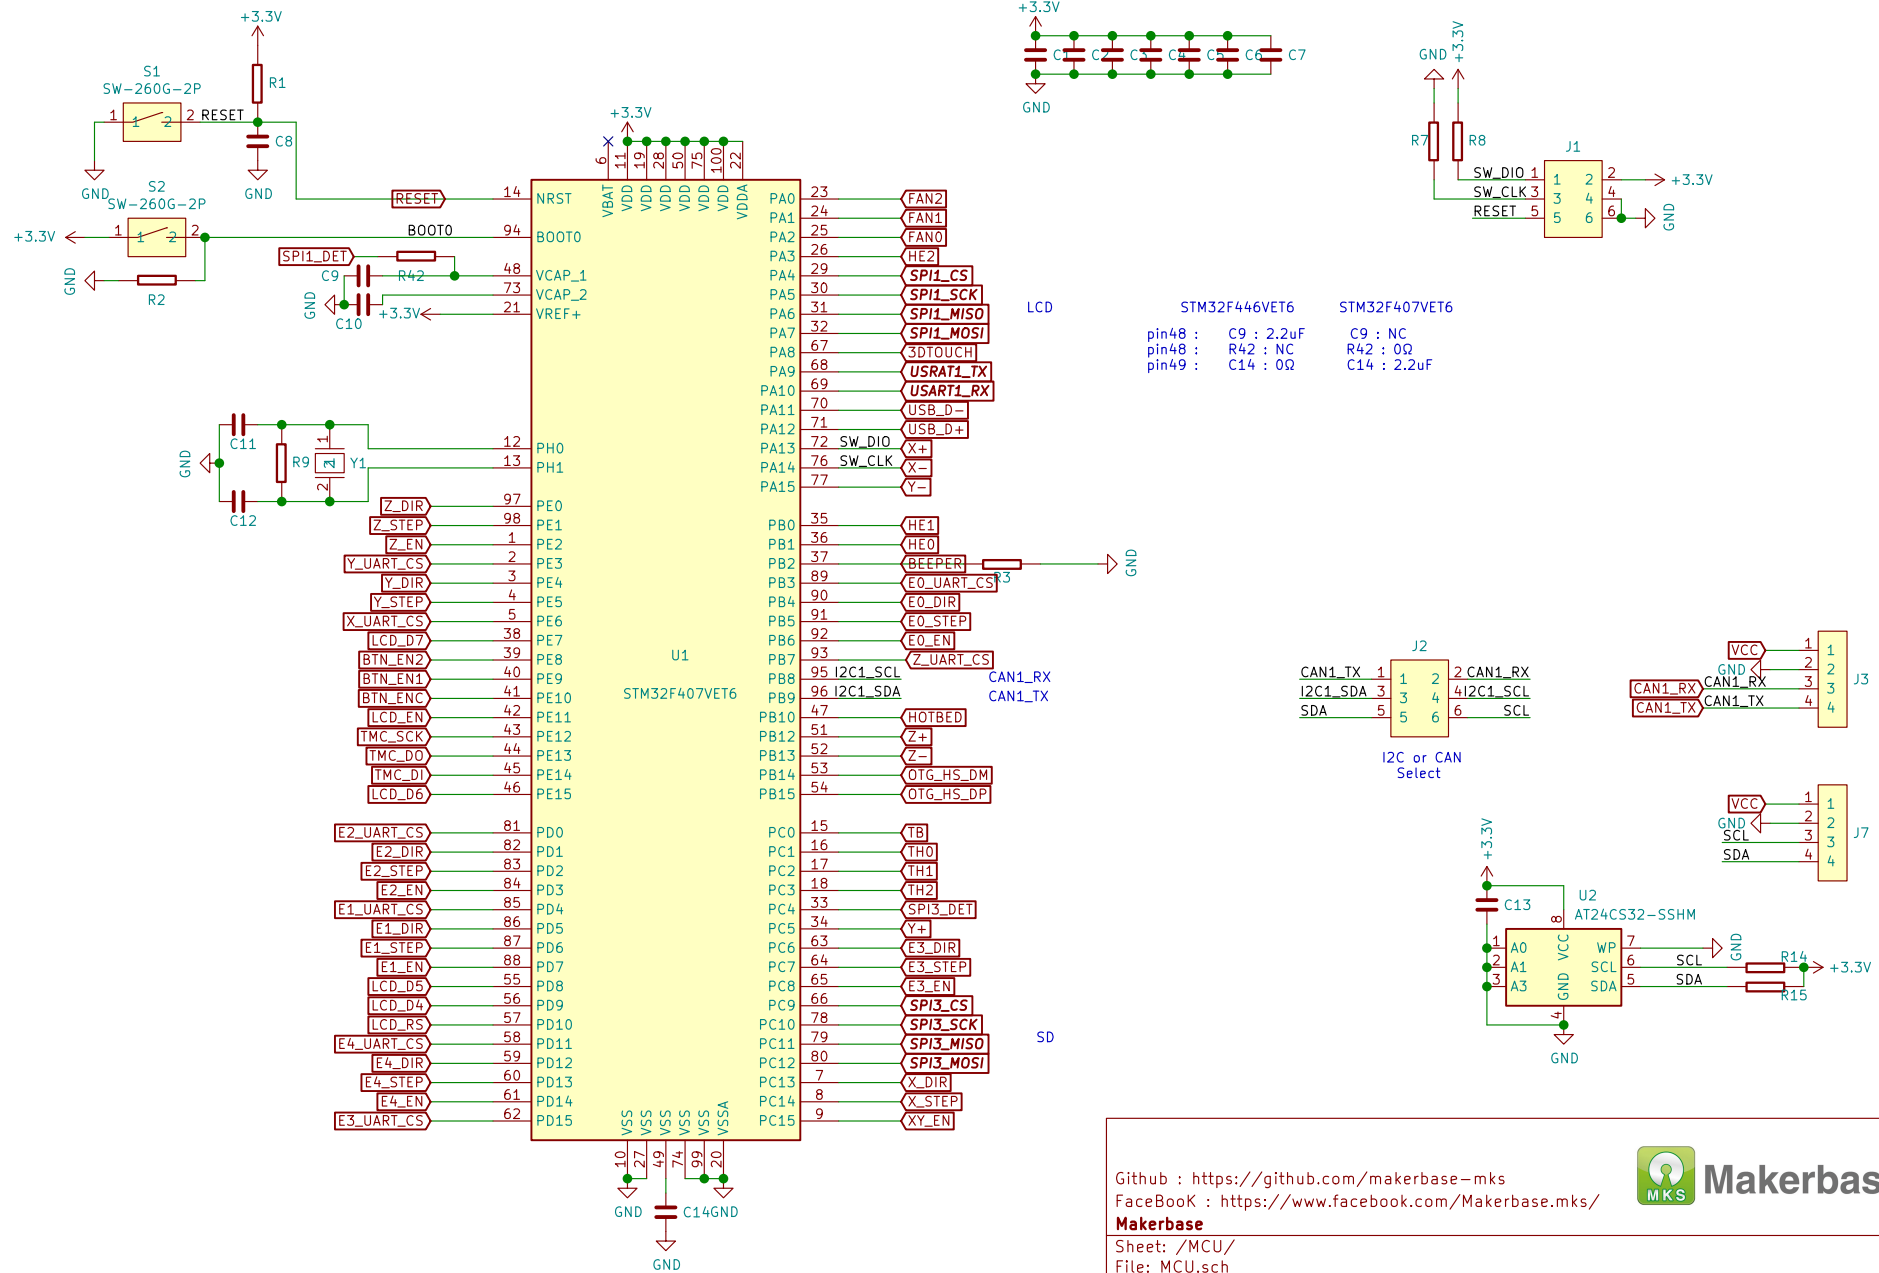 +3.3V
R1
S1
SW-260G-2P
1 1 2 2 RESET
C8
GND
GND
S2
SW-260G-2P
+3.3V 1 1 2 2 BOOT0
GND
R2
RESET
SPI1_DET
C9 R42
GND
C10 +3.3V
+3.3V
6 11 19 28 50 75 100 22
VBAT VDD VDD VDD VDD VDD VDD VDDA
14 NRST
94 BOOT0
48 VCAP_1
73 VCAP_2
21 VREF+
C11
GND
R9
1
2
Y1
C12
12 PH0
13 PH1
Z_DIR 97 PE0
Z_STEP 98 PE1
Z_EN 1 PE2
Y_UART_CS 2 PE3
Y_DIR 3 PE4
Y_STEP 4 PE5
X_UART_CS 5 PE6
LCD_D7 38 PE7
BTN_EN2 39 PE8
BTN_EN1 40 PE9
BTN_ENC 41 PE10
LCD_EN 42 PE11
TMC_SCK 43 PE12
TMC_DO 44 PE13
TMC_DI 45 PE14
LCD_D6 46 PE15
E2_UART_CS 81 PD0
E2_DIR 82 PD1
E2_STEP 83 PD2
E2_EN 84 PD3
E1_UART_CS 85 PD4
E1_DIR 86 PD5
E1_STEP 87 PD6
E1_EN 88 PD7
LCD_D5 55 PD8
LCD_D4 56 PD9
LCD_RS 57 PD10
E4_UART_CS 58 PD11
E4_DIR 59 PD12
E4_STEP 60 PD13
E4_EN 61 PD14
E3_UART_CS 62 PD15
U1
STM32F407VET6
PA0 23 FAN2
PA1 24 FAN1
PA2 25 FAN0
PA3 26 HE2
PA4 29 SPI1_CS
PA5 30 SPI1_SCK
PA6 31 SPI1_MISO
PA7 32 SPI1_MOSI
PA8 67 3DTOUCH
PA9 68 USRAT1_TX
PA10 69 USART1_RX
PA11 70 USB_D-
PA12 71 USB_D+
PA13 72 SW_DIO X+
PA14 76 SW_CLK X-
PA15 77 Y-
PB0 35 HE1
PB1 36 HE0
PB2 37 BEEPER R3 GND
PB3 89 E0_UART_CS
PB4 90 E0_DIR
PB5 91 E0_STEP
PB6 92 E0_EN
PB7 93 Z_UART_CS
PB8 95 I2C1_SCL CAN1_RX
PB9 96 I2C1_SDA CAN1_TX
PB10 47 HOTBED
PB12 51 Z+
PB13 52 Z-
PB14 53 OTG_HS_DM
PB15 54 OTG_HS_DP
PC0 15 TB
PC1 16 TH0
PC2 17 TH1
PC3 18 TH2
PC4 33 SPI3_DET
PC5 34 Y+
PC6 63 E3_DIR
PC7 64 E3_STEP
PC8 65 E3_EN
PC9 66 SPI3_CS
PC10 78 SPI3_SCK
PC11 79 SPI3_MISO
PC12 80 SPI3_MOSI
PC13 7 X_DIR
PC14 8 X_STEP
PC15 9 XY_EN
SD
VSS VSS VSS VSS VSS VSSA
10 27 49 74 99 20
GND C14 GND
GND
+3.3V
C1 C2 C3 C4 C5 C6 C7
GND
LCD
STM32F446VET6 STM32F407VET6
pin48 : C9 : 2.2uF C9 : NC
pin48 : R42 : NC R42 : 0Ω
pin49 : C14 : 0Ω C14 : 2.2uF
GND +3.3V
R7 R8
J1
SW_DIO 1 1 2 2 +3.3V
SW_CLK 3 3 4 4
RESET 5 5 6 6 GND
J2
CAN1_TX 1 1 2 2 CAN1_RX
I2C1_SDA 3 3 4 4 I2C1_SCL
SDA 5 5 6 6 SCL
I2C or CAN
Select
VCC 1 1
GND 2 2
CAN1_RX CAN1_RX 3 3
CAN1_TX CAN1_TX 4 4
J3
VCC 1 1
GND 2 2
SCL 3 3
SDA 4 4
J7
+3.3V
C13
U2
AT24CS32-SSHM
8 VCC
1 A0 WP 7 GND
2 A1 SCL 6 SCL R14 +3.3V
3 A3 SDA 5 SDA R15
GND 4
GND
Github : https://github.com/makerbase-mks
FaceBooK : https://www.facebook.com/Makerbase.mks/
Makerbase
Sheet: /MCU/
File: MCU.sch
MKS
Makerbas